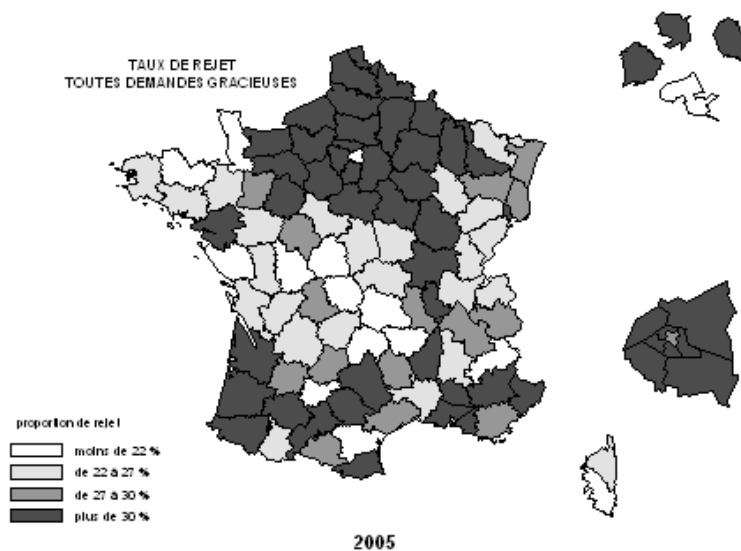 TAUX DE REJET
TOUTES DEMANDES GRACIEUSES
proportion de rejet
moins de 22 %
de 22 à 27 %
de 27 à 30 %
plus de 30 %
2005